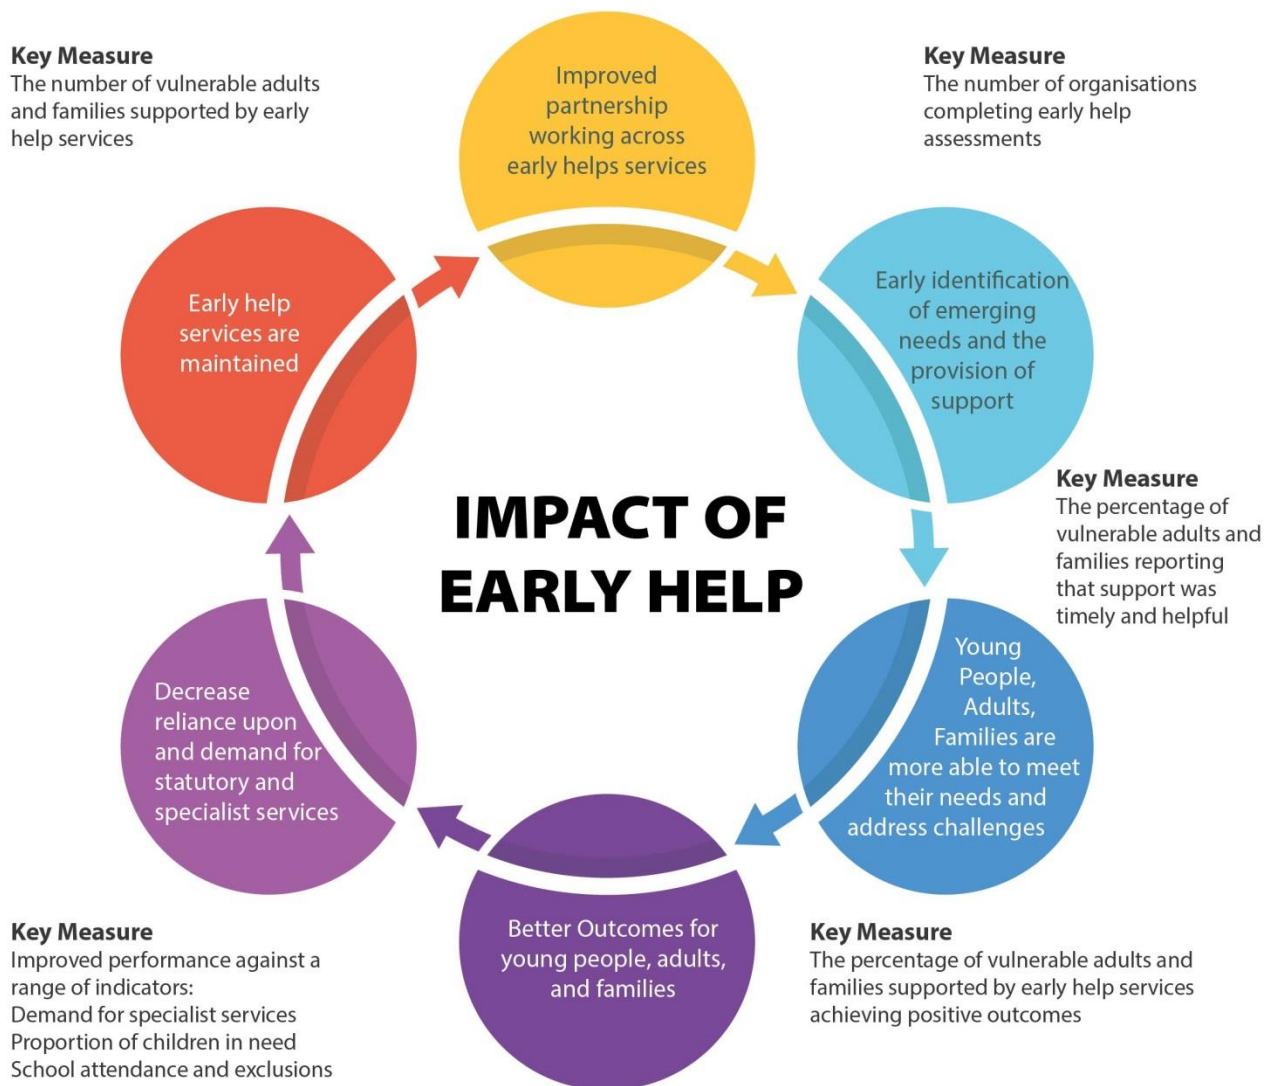 Key Measure
The number of vulnerable adults
and families supported by early
help services
Improved
partnership
working across
early helps services
Key Measure
The number of organisations
completing early help
assessments
Early help
services are
maintained
Early identification
of emerging
needs and the
provision of
support
IMPACT OF
EARLY HELP
Key Measure
The percentage of
vulnerable adults and
families reporting
that support was
timely and helpful
Decrease
reliance upon
and demand for
statutory and
specialist services
Young
People,
Adults,
Families are
more able to meet
their needs and
address challenges
Better Outcomes for
young people, adults,
and families
Key Measure
Improved performance against a
range of indicators:
Demand for specialist services
Proportion of children in need
School attendance and exclusions
Key Measure
The percentage of vulnerable adults and
families supported by early help services
achieving positive outcomes